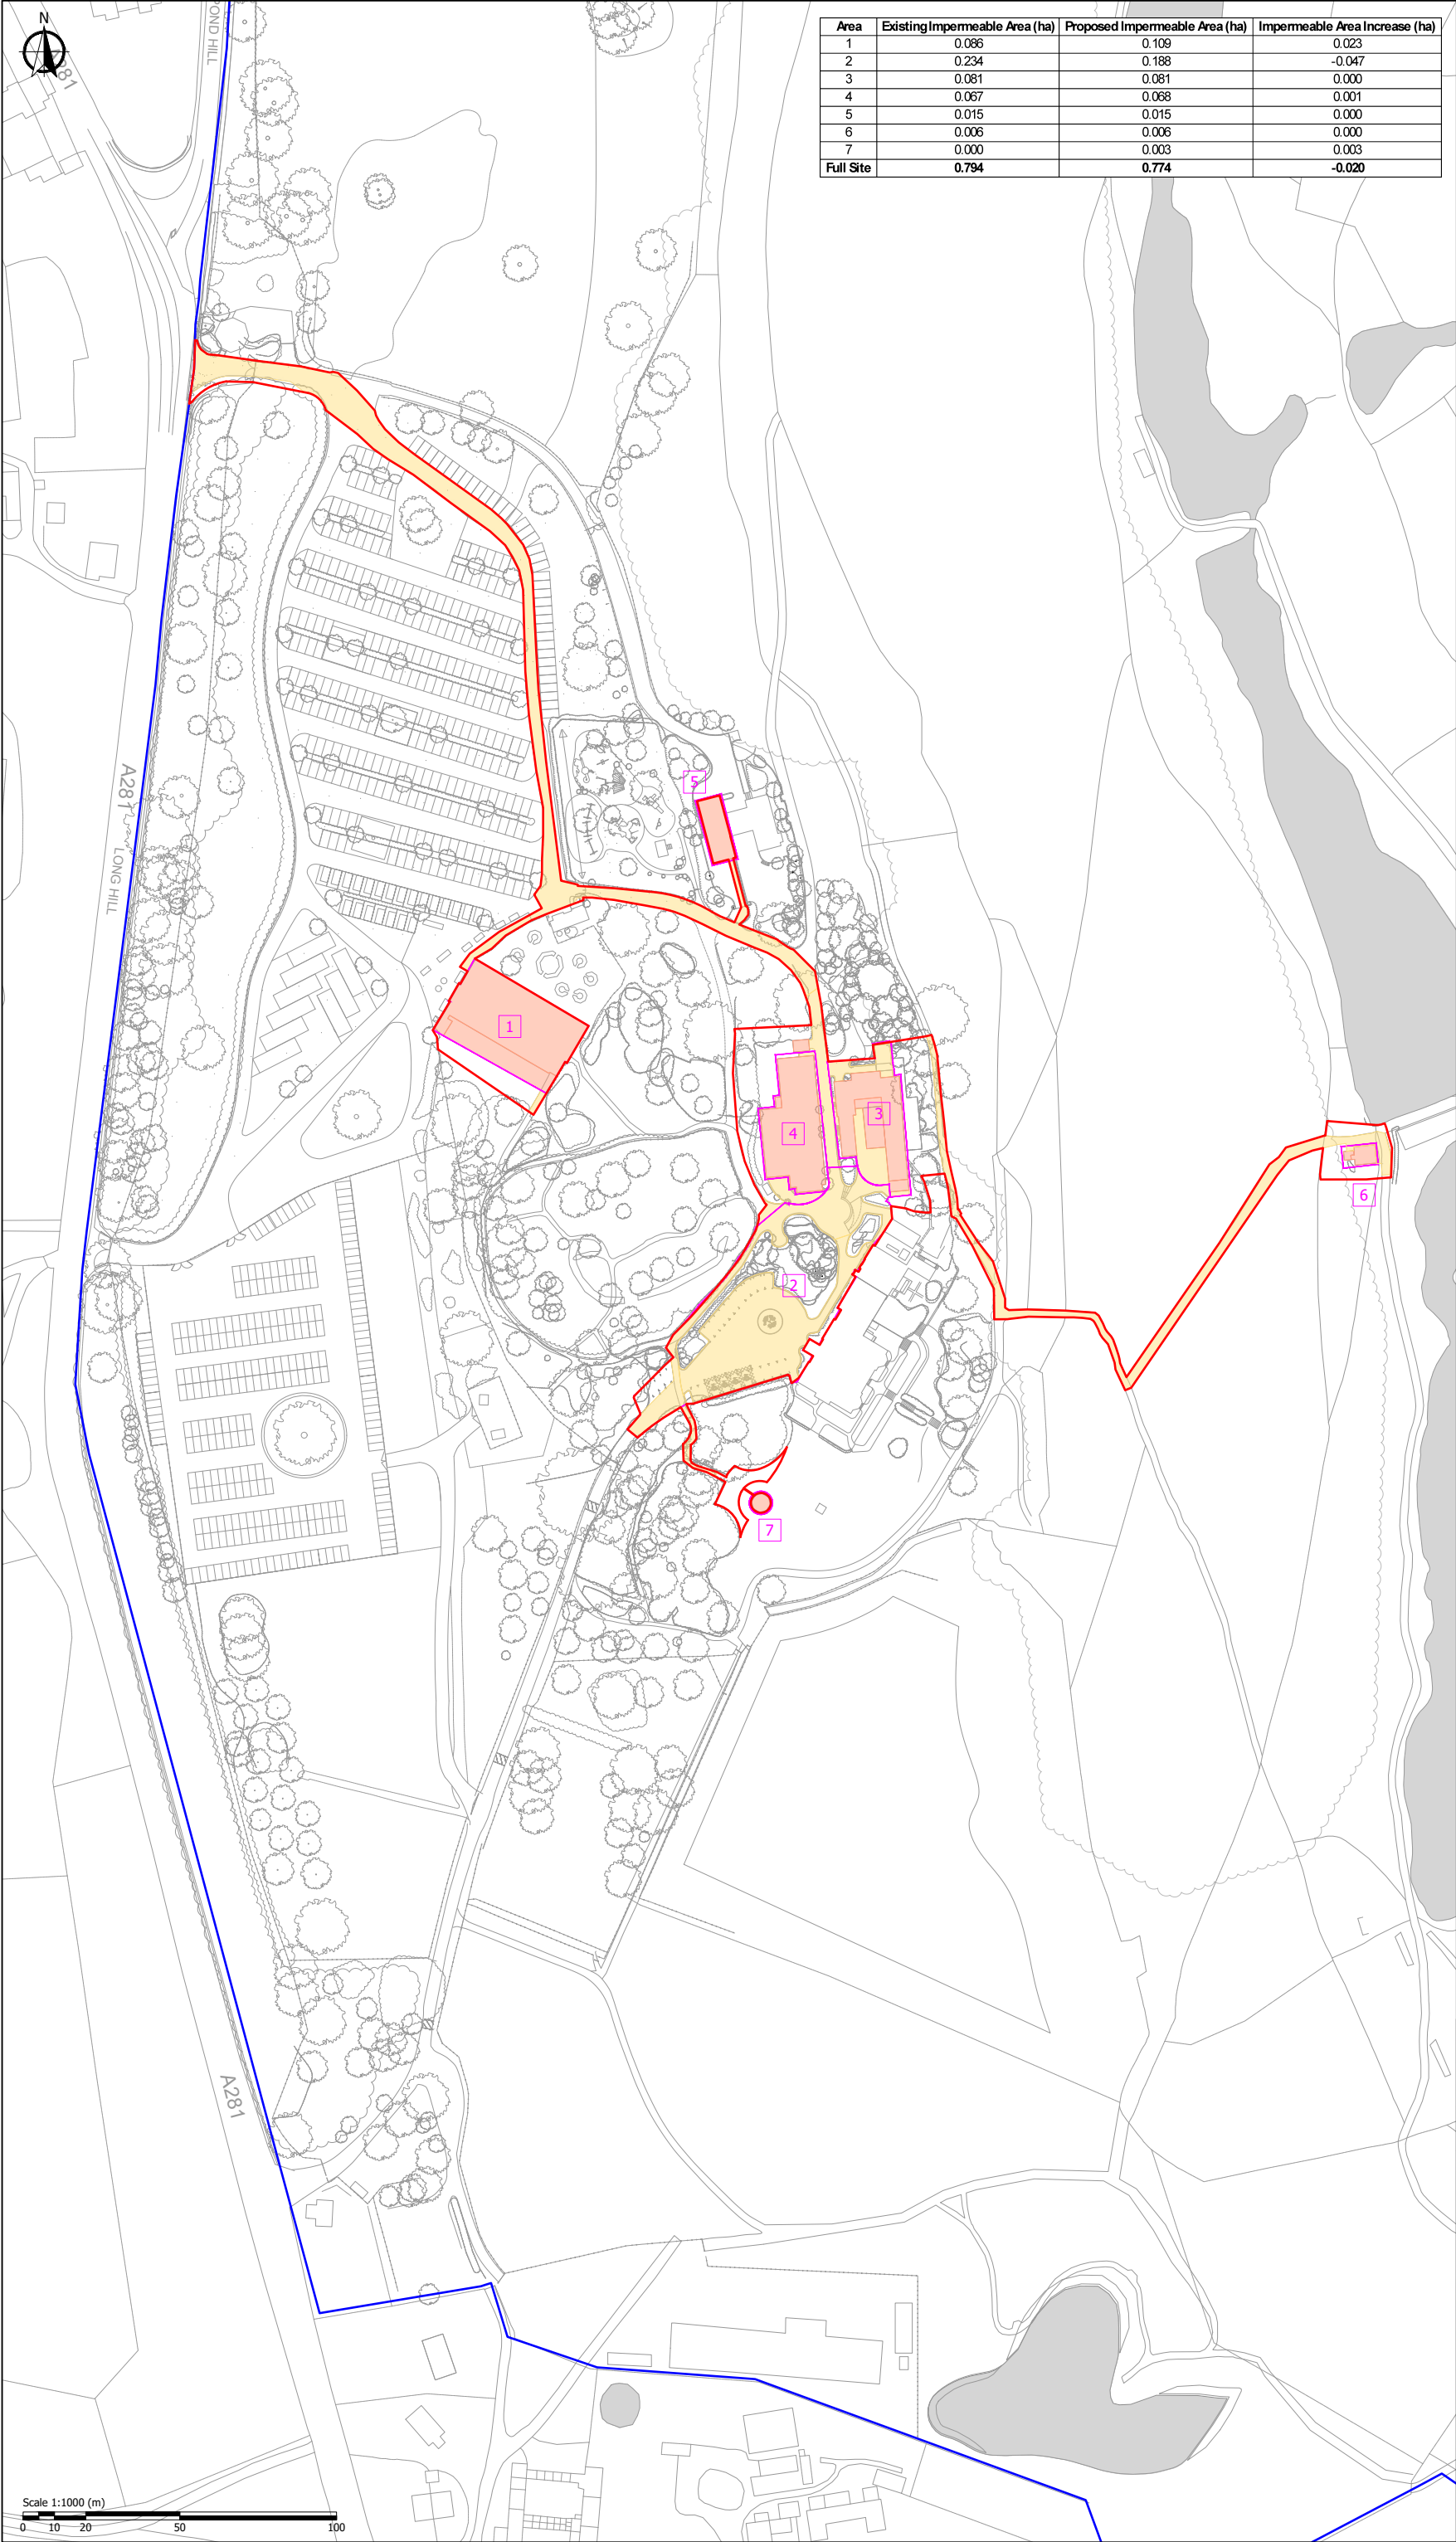 N
POND HILL
A281
Area Existing Impermeable Area (ha) Proposed Impermeable Area (ha) Impermeable Area Increase (ha)
1 0.086 0.109 0.023
2 0.234 0.188 -0.047
3 0.081 0.081 0.000
4 0.067 0.068 0.001
5 0.015 0.015 0.000
6 0.006 0.006 0.000
7 0.000 0.003 0.003
Full Site 0.794 0.774 -0.020
A281
LONG HILL
5
1
3
4
6
2
7
A281
Scale 1:1000 (m)
0 10 20 50 100